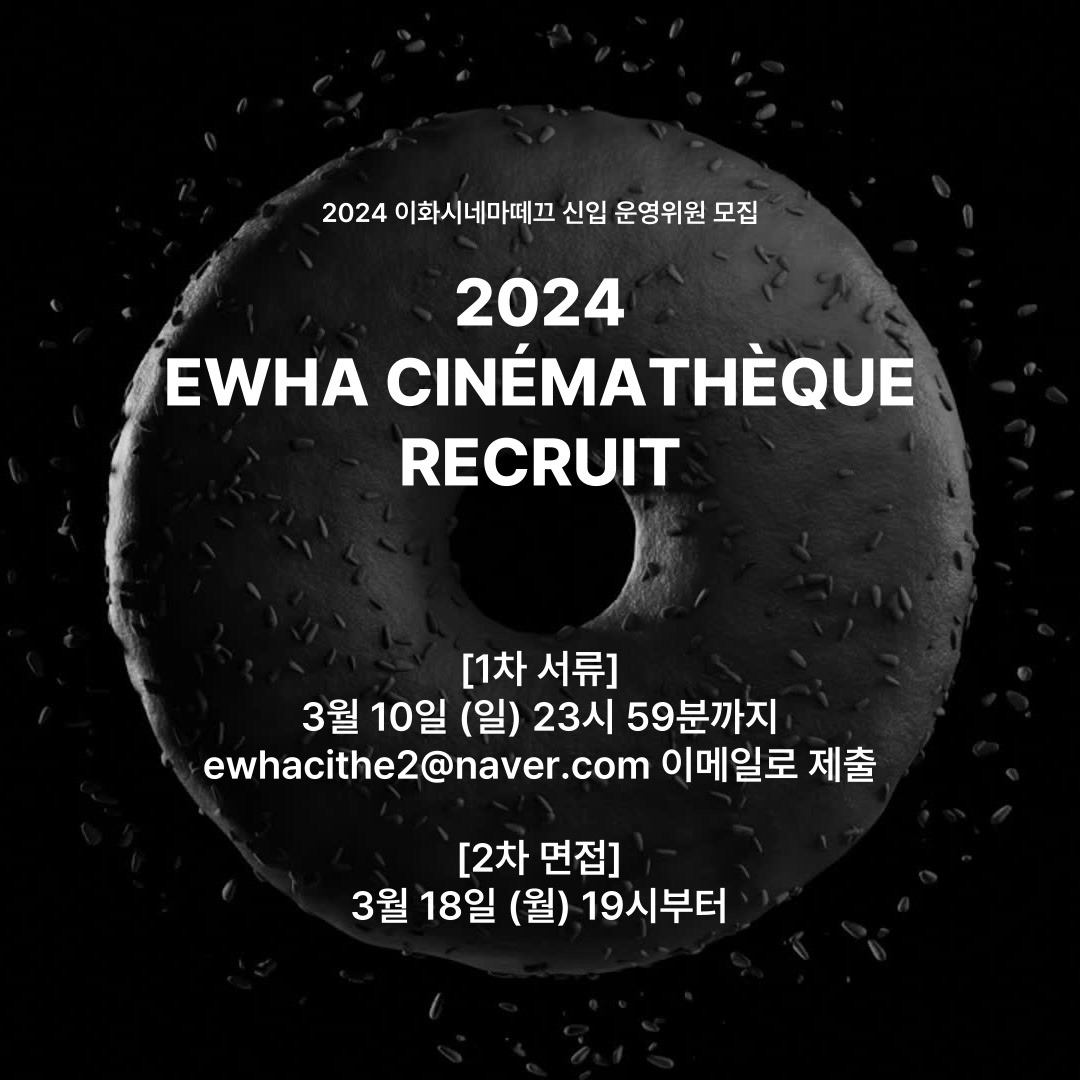 2024 이화시네마떼끄 신입 운영위원 모집
2024
EWHA CINÉMATHÈQUE
RECRUIT
[1차 서류]
3월 10일 (일) 23시 59분까지
ewhacithe2@naver.com 이메일로 제출
[2차 면접]
3월 18일 (월) 19시부터